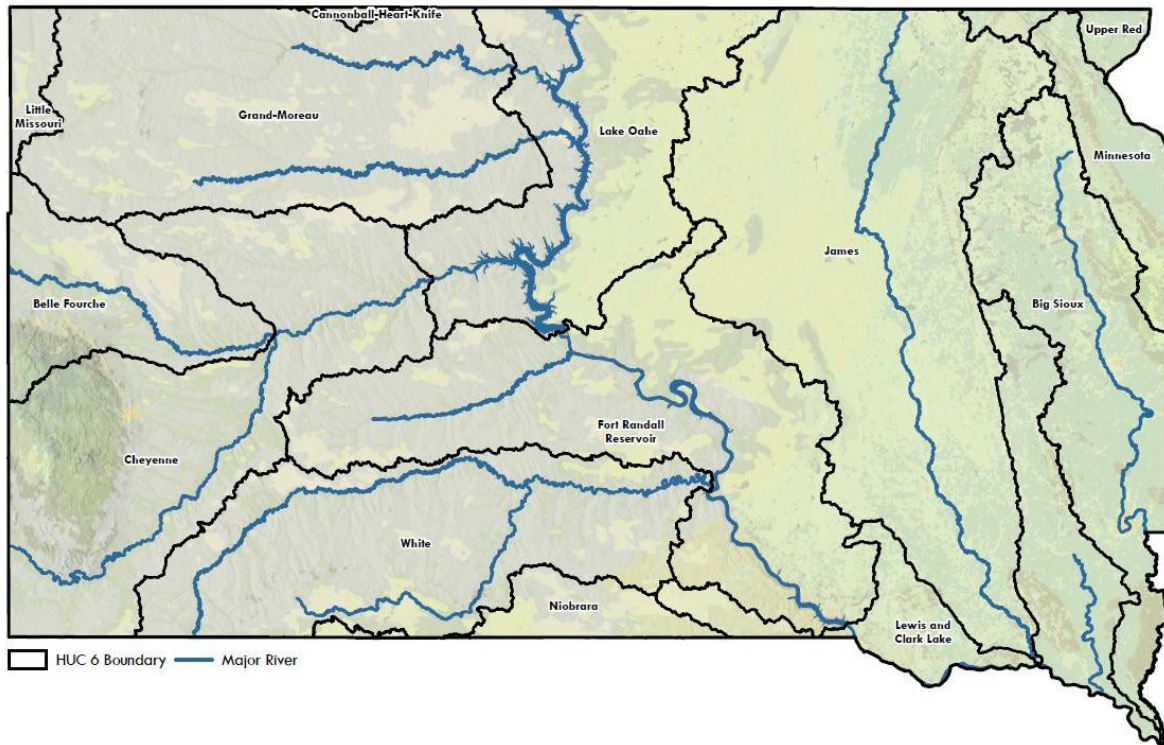 Cannonball-Heart-Knife
Upper Red
Little
Missouri
Grand-Moreau
Lake Oahe
Minnesota
James
Belle Fourche
Big Sioux
Fort Randall
Reservoir
Cheyenne
White
Niobrara
Lewis and
Clark Lake
HUC 6 Boundary
Major River